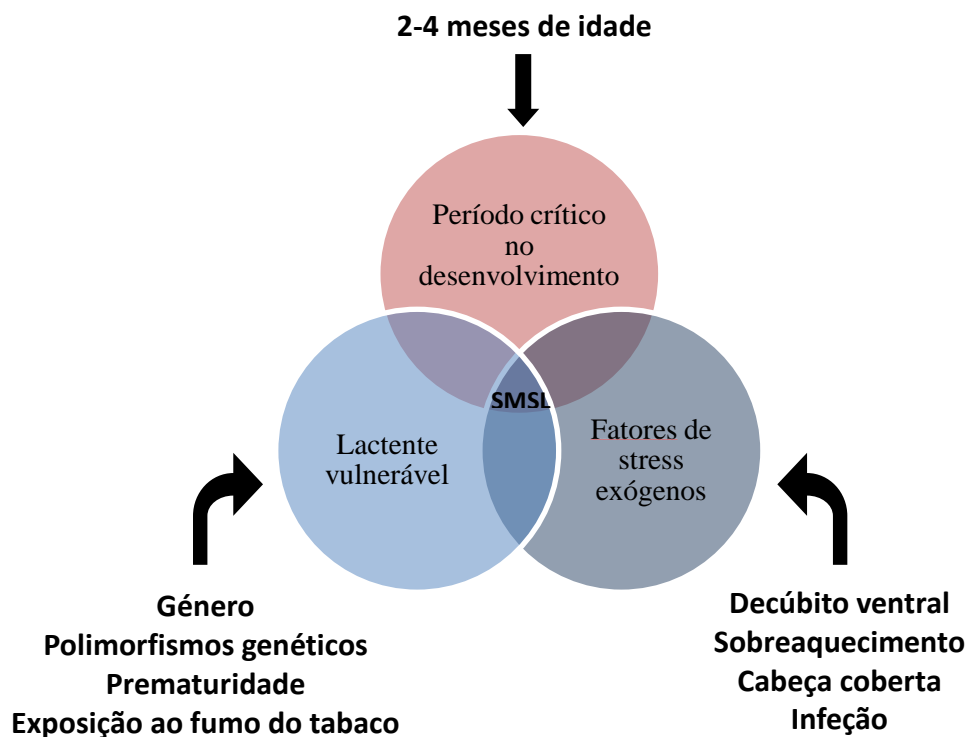 2-4 meses de idade
Período crítico
no
desenvolvimento
SMSL
Lactente
vulnerável
Fatores de
stress
exógenos
Género
Polimorfismos genéticos
Prematuridade
Exposição ao fumo do tabaco
Decúbito ventral
Sobreaquecimento
Cabeça coberta
Infeção